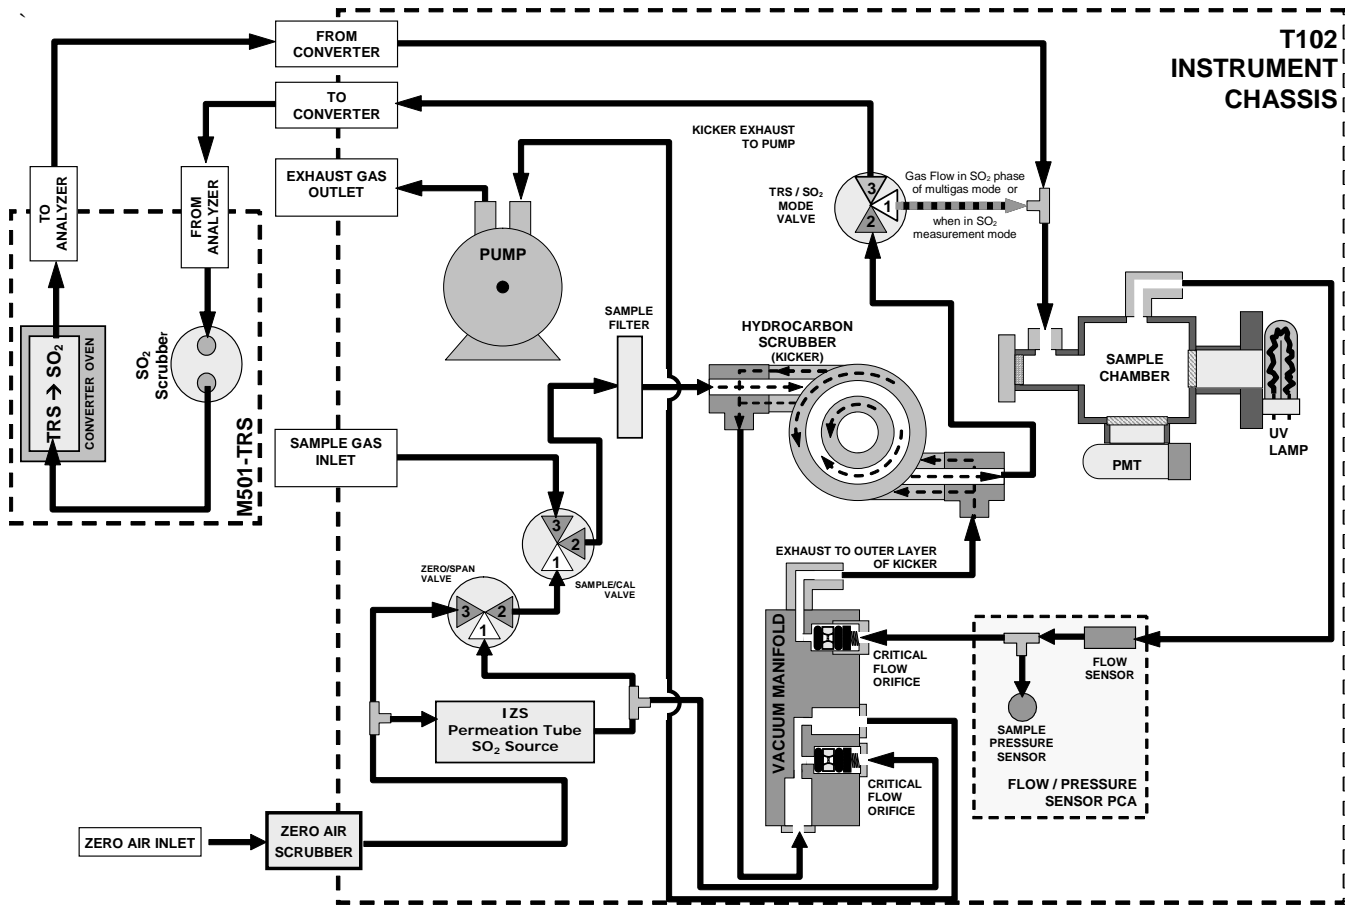 `
FROM
CONVERTER
T102
INSTRUMENT
CHASSIS
TO
CONVERTER
KICKER EXHAUST
TO PUMP
EXHAUST GAS
OUTLET
TRS / SO2
MODE
VALVE
3
1
2
Gas Flow in SO2 phase
of multigas mode or
when in SO2
measurement mode
TO
ANALYZER
FROM
ANALYZER
PUMP
SAMPLE
FILTER
HYDROCARBON
SCRUBBER
(KICKER)
SAMPLE
CHAMBER
TRS → SO2
CONVERTER OVEN
SO2
Scrubber
M501-TRS
UV
LAMP
PMT
SAMPLE GAS
INLET
3
2
1
SAMPLE/CAL
VALVE
ZERO/SPAN
VALVE
3
2
1
EXHAUST TO OUTER LAYER
OF KICKER
VACUUM MANIFOLD
CRITICAL
FLOW
ORIFICE
FLOW
SENSOR
SAMPLE
PRESSURE
SENSOR
FLOW / PRESSURE
SENSOR PCA
IZS
Permeation Tube
SO2 Source
CRITICAL
FLOW
ORIFICE
ZERO AIR INLET
ZERO AIR
SCRUBBER